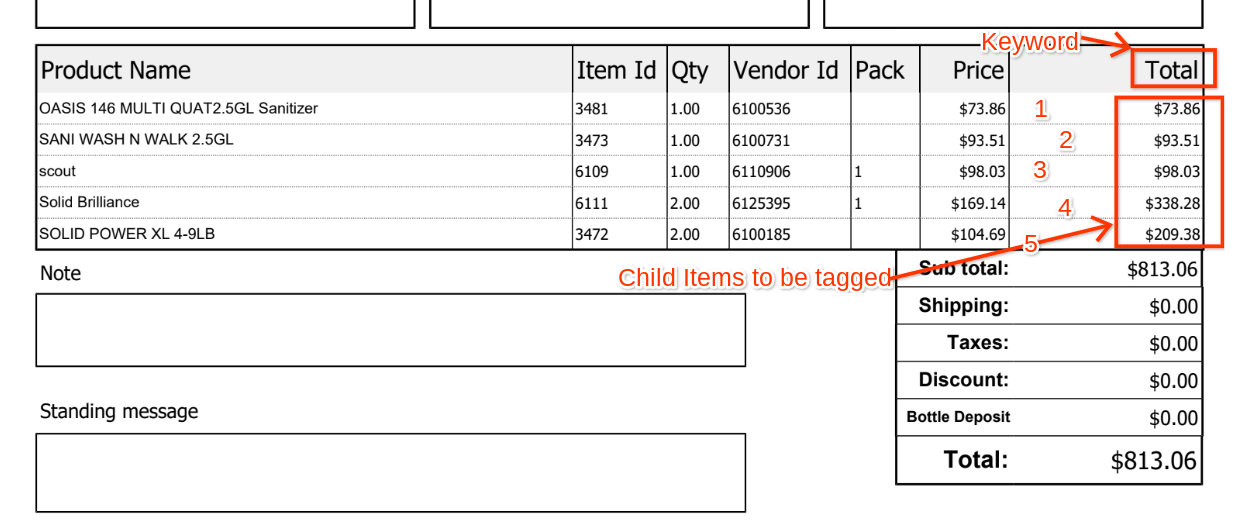 Keyword
Product Name Item Id Qty Vendor Id Pack Price Total
OASIS 146 MULTI QUAT2.5GL Sanitizer 3481 1.00 6100536 $73.86 1 $73.86
SANI WASH N WALK 2.5GL 3473 1.00 6100731 $93.51 2 $93.51
scout 6109 1.00 6110906 1 $98.03 3 $98.03
Solid Brilliance 6111 2.00 6125395 1 $169.14 4 $338.28
SOLID POWER XL 4-9LB 3472 2.00 6100185 $104.69 5 $209.38
Note Child Items to be tagged Sub total: $813.06
Shipping: $0.00
Taxes: $0.00
Discount: $0.00
Standing message Bottle Deposit $0.00
Total: $813.06